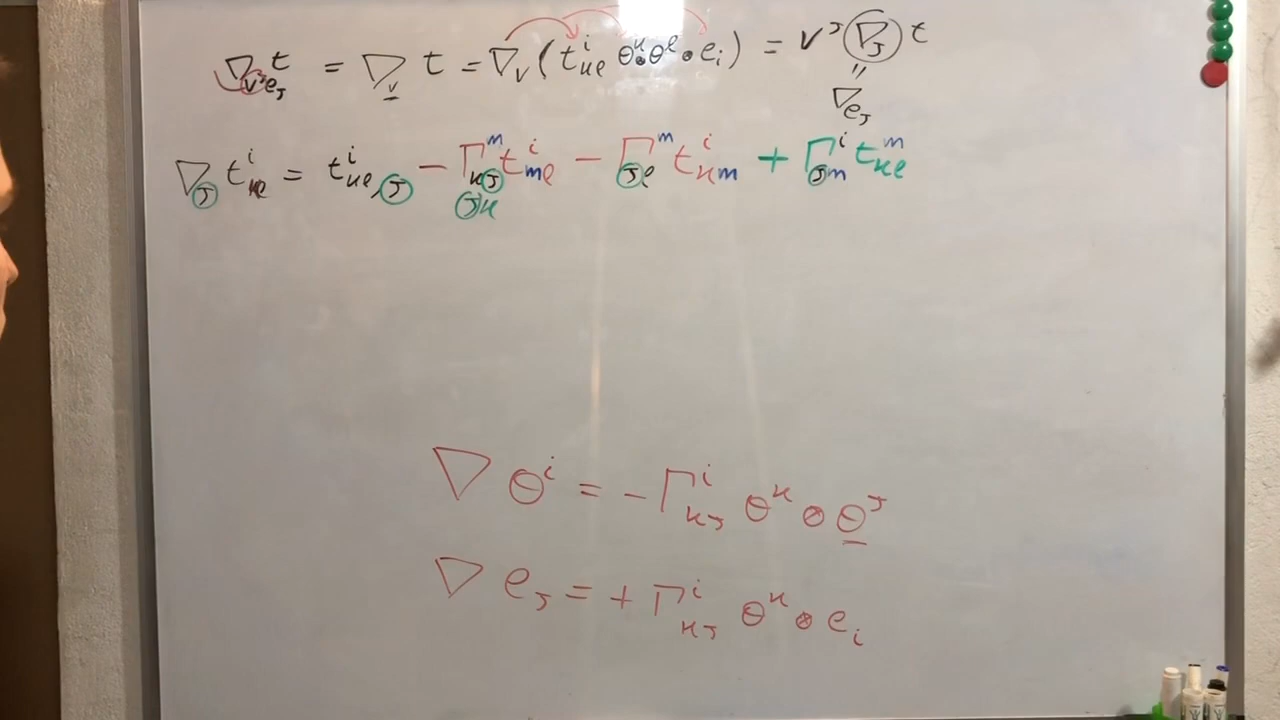 ∇_{v^j e_j} t = ∇_v t = ∇_v ( t^i_{kl} θ^k ⊗ θ^l ⊗ e_i ) = v^j ∇_j t
"
∇_{e_j}
∇_j t^i_{kl} = t^i_{kl,j} − Γ^m_{kj} t^i_{ml} − Γ^m_{jl} t^i_{km} + Γ^i_{jm} t^m_{kl}
jk
∇ θ^i = − Γ^i_{kj} θ^k ⊗ θ^j
∇ e_j = + Γ^i_{kj} θ^k ⊗ e_i